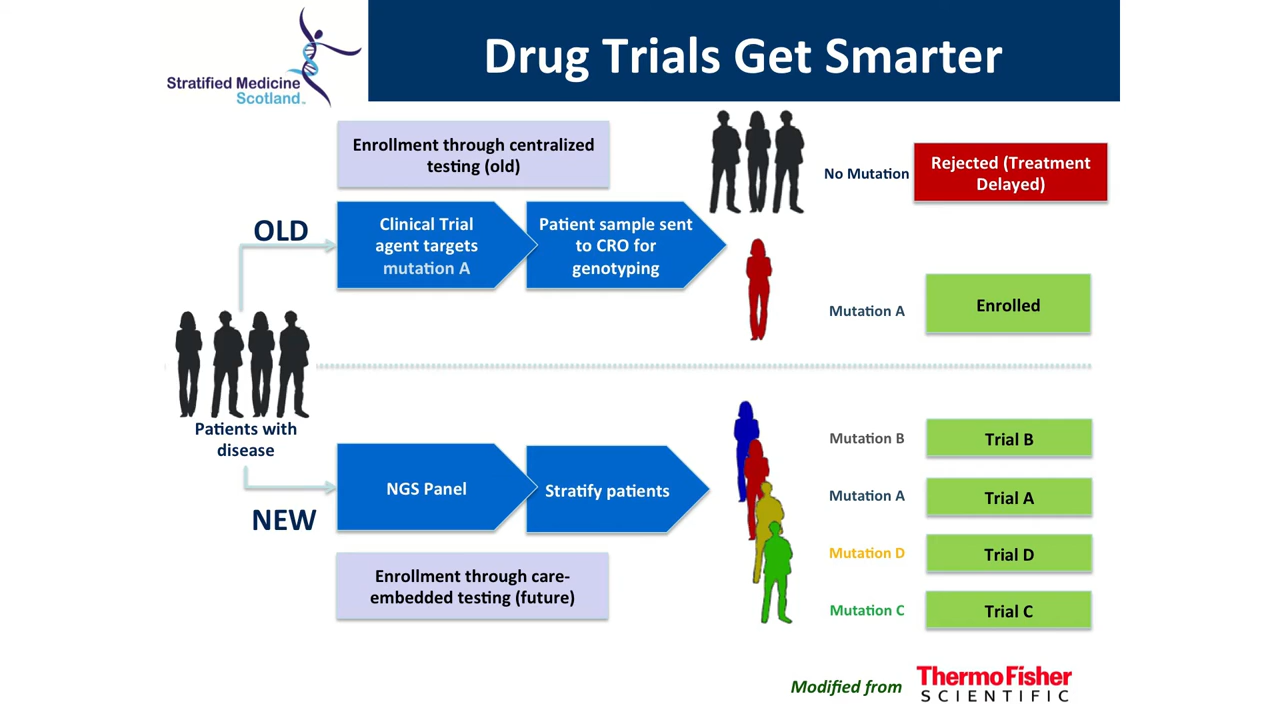 Stratified Medicine
Scotland
Drug Trials Get Smarter
Enrollment through centralized
testing (old)
No Mutation
Rejected (Treatment
Delayed)
OLD
Clinical Trial
agent targets
mutation A
Patient sample sent
to CRO for
genotyping
Mutation A
Enrolled
Patients with
disease
NEW
NGS Panel
Stratify patients
Enrollment through care-
embedded testing (future)
Mutation B
Trial B
Mutation A
Trial A
Mutation D
Trial D
Mutation C
Trial C
Modified from
ThermoFisher
SCIENTIFIC